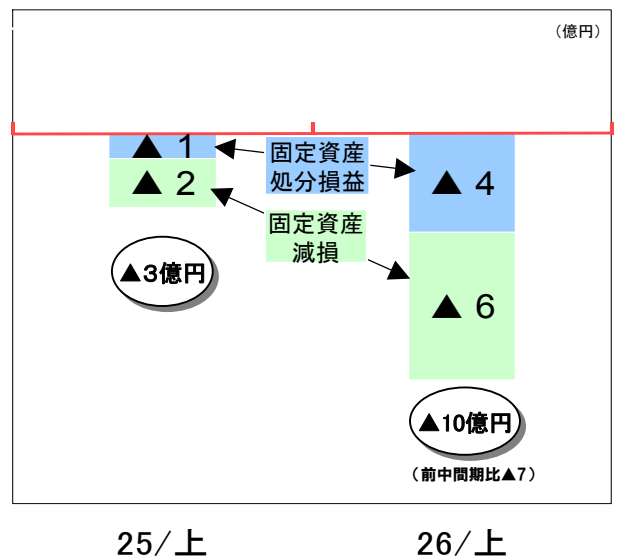 （億円）
▲ 1
▲ 2
固定資産
処分損益
固定資産
減損
▲ 4
▲ 6
▲3億円
▲10億円
（前中間期比▲7）
25/上
26/上